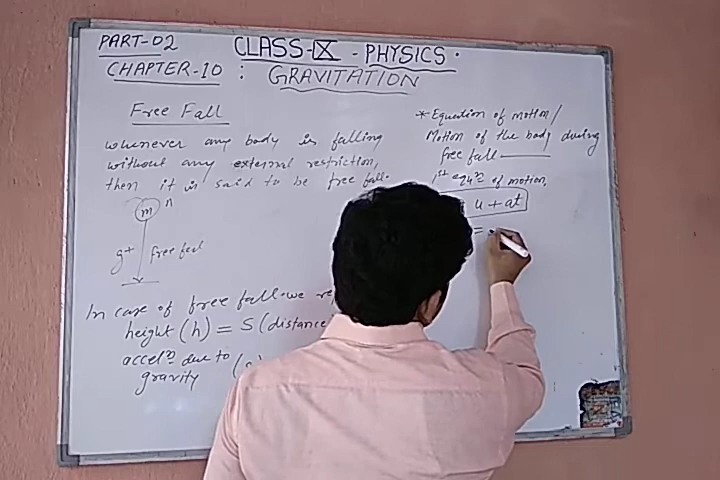 PART-02
CLASS-IX - PHYSICS.
CHAPTER-10 : GRAVITATION
Free Fall
whenever any body is falling
without any external restriction,
then it is said to be free fall.
m
g+ free fall
In case of free fall we
height (h) = S (distance
accelⁿ due to
gravity
* Equation of motion /
Motion of the body during
free fall
1st eqⁿ of motion,
u + at
=